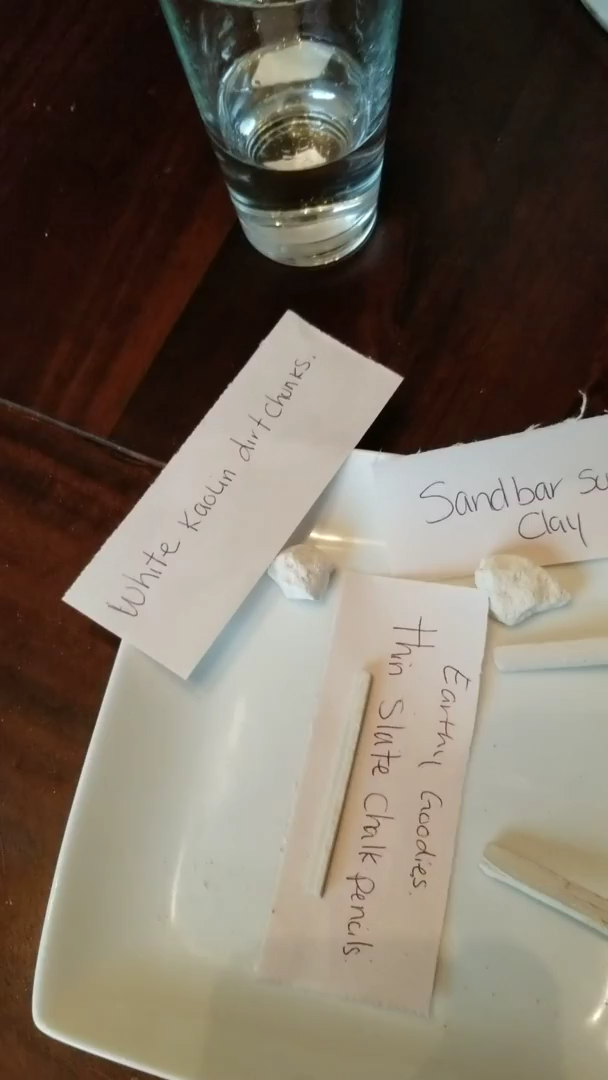 White Kaolin dirt chunks.
Sandbar
Clay
Earthy Goodies.
Thin Slate Chalk Pencils.